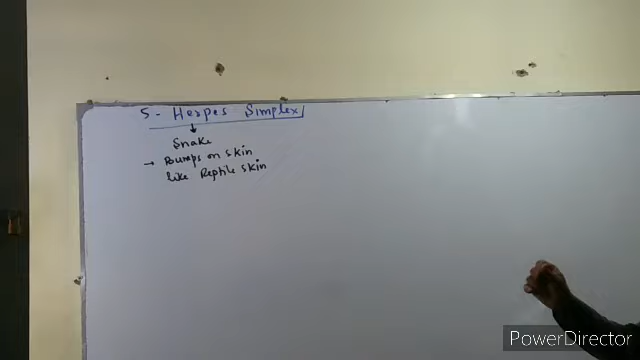 5- Herpes Simplex
Snake
→ Bumps on skin
like Reptile skin
PowerDirector